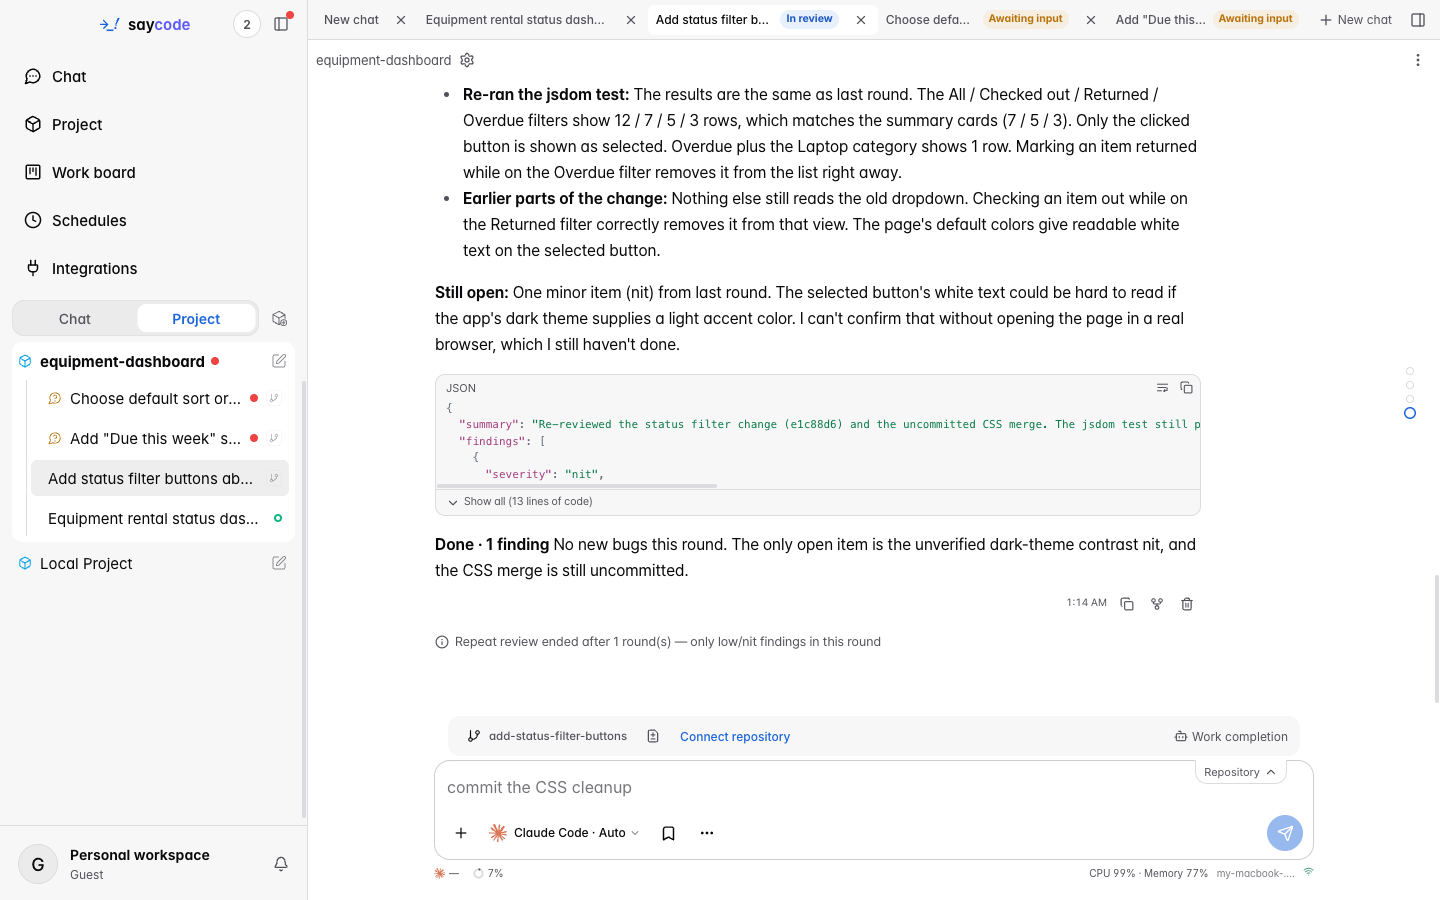 saycode
2
Chat
Project
Work board
Schedules
Integrations
Chat
Project
equipment-dashboard
Choose default sort or...
Add "Due this week" s...
Add status filter buttons ab...
Equipment rental status das...
Local Project
G
Personal workspace
Guest
New chat
Equipment rental status dash...
Add status filter b...
In review
Choose defa...
Awaiting input
Add "Due this...
Awaiting input
New chat
equipment-dashboard
Re-ran the jsdom test: The results are the same as last round. The All / Checked out / Returned /
Overdue filters show 12 / 7 / 5 / 3 rows, which matches the summary cards (7 / 5 / 3). Only the clicked
button is shown as selected. Overdue plus the Laptop category shows 1 row. Marking an item returned
while on the Overdue filter removes it from the list right away.
Earlier parts of the change: Nothing else still reads the old dropdown. Checking an item out while on
the Returned filter correctly removes it from that view. The page's default colors give readable white
text on the selected button.
Still open: One minor item (nit) from last round. The selected button's white text could be hard to read if
the app's dark theme supplies a light accent color. I can't confirm that without opening the page in a real
browser, which I still haven't done.
JSON
{
"summary": "Re-reviewed the status filter change (e1c88d6) and the uncommitted CSS merge. The jsdom test still p
"findings": [
{
"severity": "nit",
Show all (13 lines of code)
Done · 1 finding No new bugs this round. The only open item is the unverified dark-theme contrast nit, and
the CSS merge is still uncommitted.
1:14 AM
Repeat review ended after 1 round(s) — only low/nit findings in this round
add-status-filter-buttons
Connect repository
Work completion
Repository
commit the CSS cleanup
Claude Code · Auto
—
7%
CPU 99% · Memory 77%
my-macbook-....